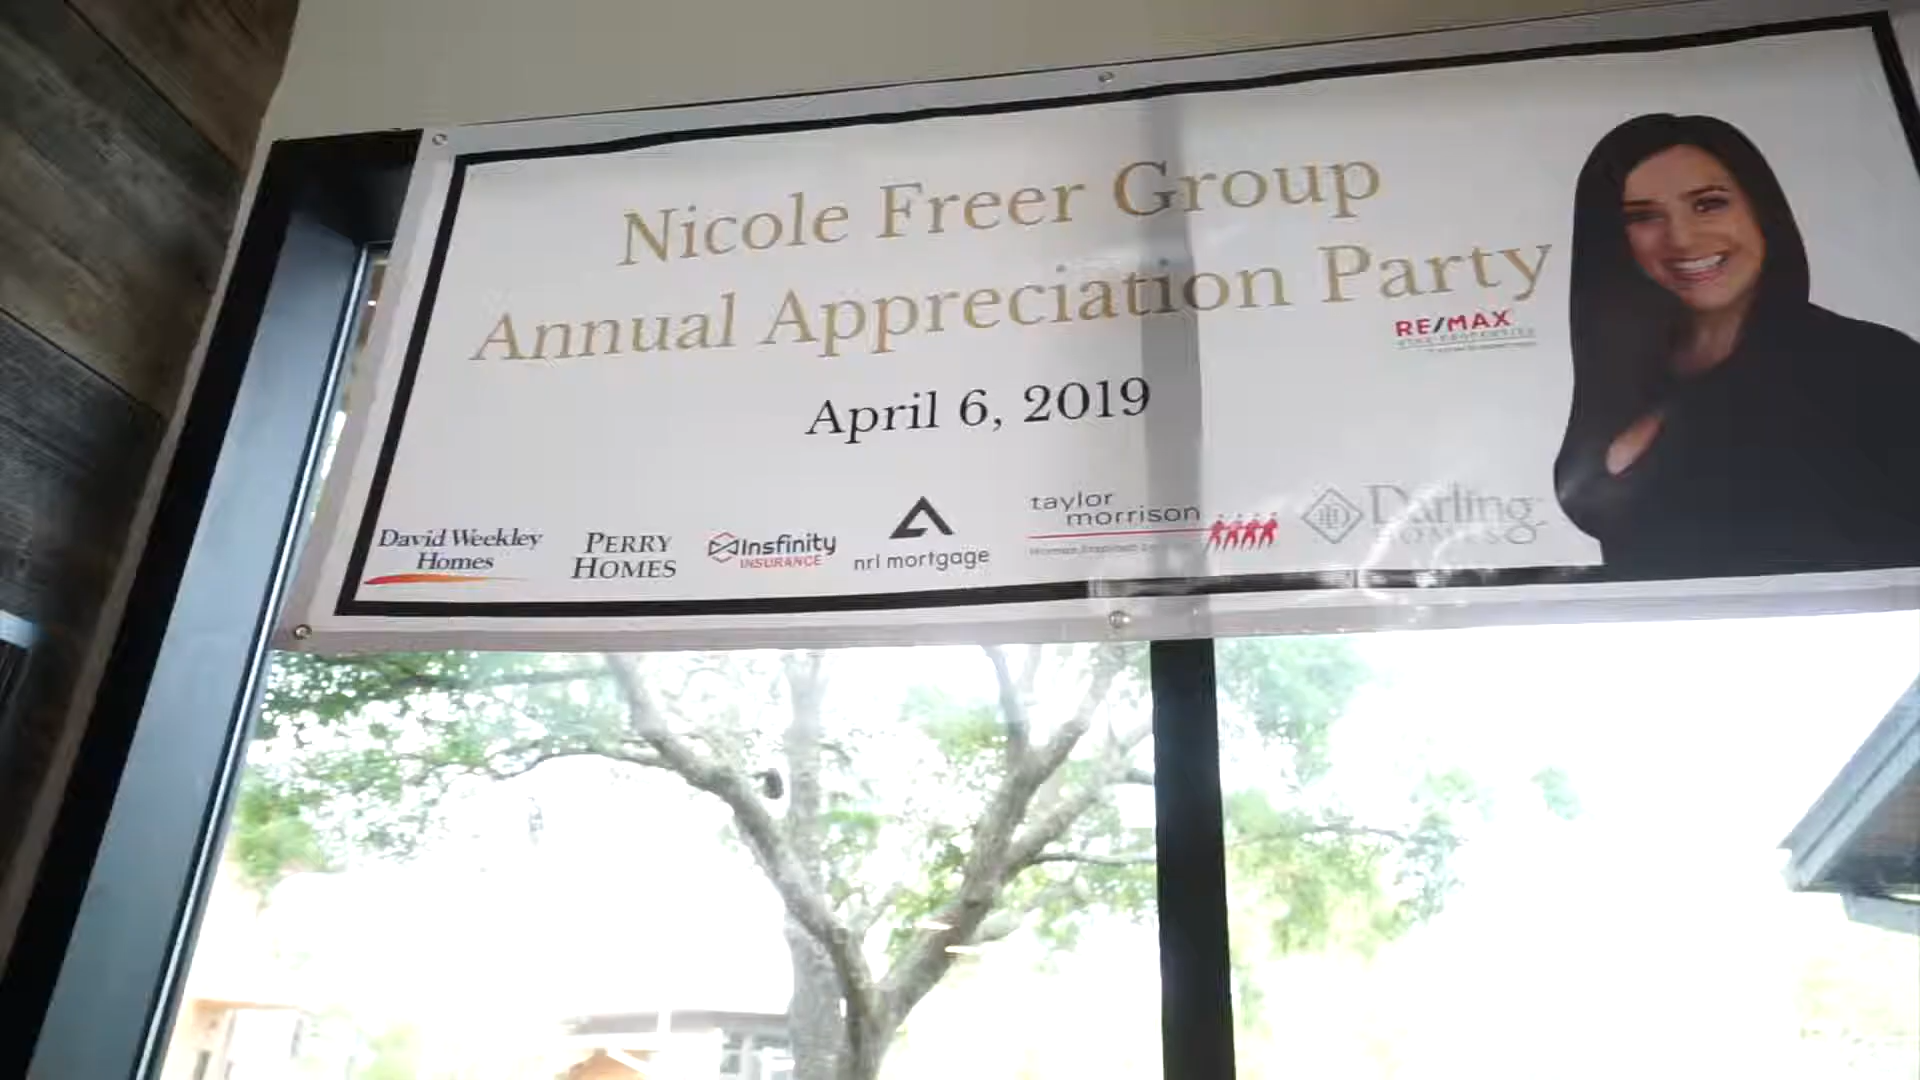 Nicole Freer Group
Annual Appreciation Party
RE/MAX
April 6, 2019
David Weekley
Homes
PERRY
HOMES
Insfinity
INSURANCE
nrl mortgage
taylor
morrison
Darling
HOMES